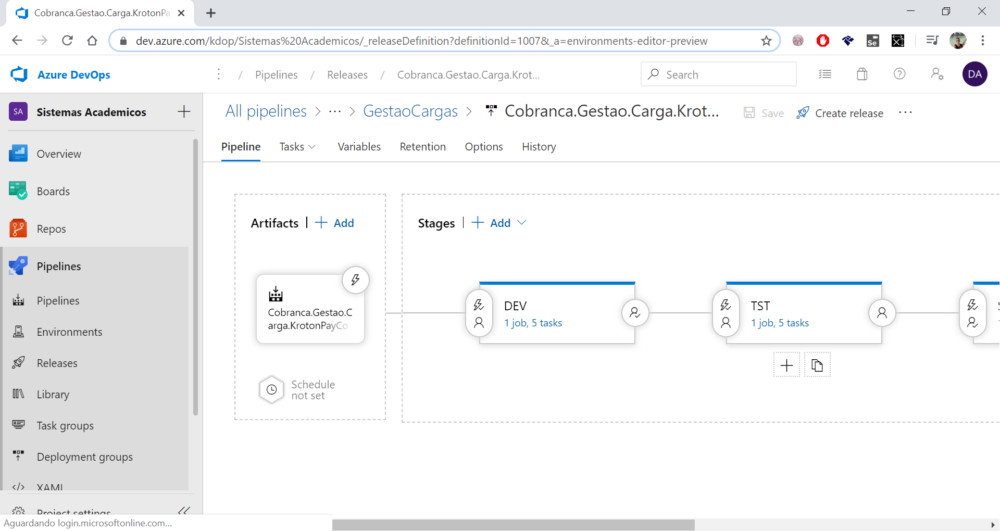 Cobranca.Gestao.Carga.KrotonPa
dev.azure.com/kdop/Sistemas%20Academicos/_releaseDefinition?definitionId=1007&_a=environments-editor-preview
Se
Azure DevOps
/ Pipelines / Releases / Cobranca.Gestao.Carga.Krot...
Search
DA
SA
Sistemas Academicos
Overview
Boards
Repos
Pipelines
Pipelines
Environments
Releases
Library
Task groups
Deployment groups
XAML
Project settings
Aguardando login.microsoftonline.com...
All pipelines > ... > GestaoCargas > Cobranca.Gestao.Carga.Krot...
Save
Create release
...
Pipeline
Tasks
Variables
Retention
Options
History
Artifacts | + Add
Cobranca.Gestao.C
arga.KrotonPayCo
Schedule
not set
Stages | + Add
DEV
1 job, 5 tasks
TST
1 job, 5 tasks